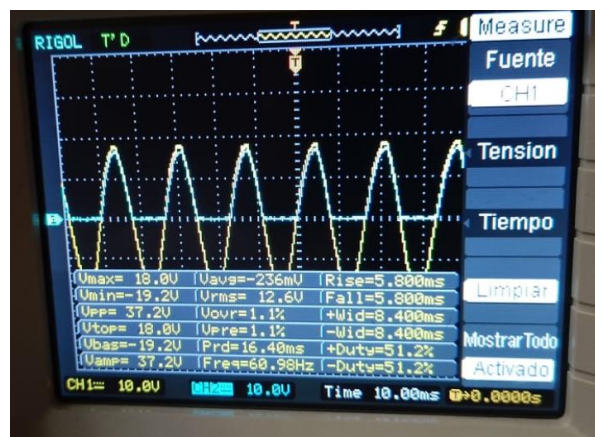 RIGOL T'D
T
Measure
Fuente
CH1
Tension
Tiempo
Limpiar
MostrarTodo
Activado
T
1
Vmax= 18.0V Vavg=-236mV Rise=5.800ms
Vmin=-19.2V Vrms= 12.6V Fall=5.800ms
Vpp= 37.2V Vovr=1.1% +Wid=8.400ms
Vtop= 18.0V Vpre=1.1% -Wid=8.400ms
Vbas=-19.2V Prd=16.40ms +Duty=51.2%
Vamp= 37.2V Freq=60.98Hz -Duty=51.2%
CH1 10.0V CH2 10.0V Time 10.00ms T→0.0000s